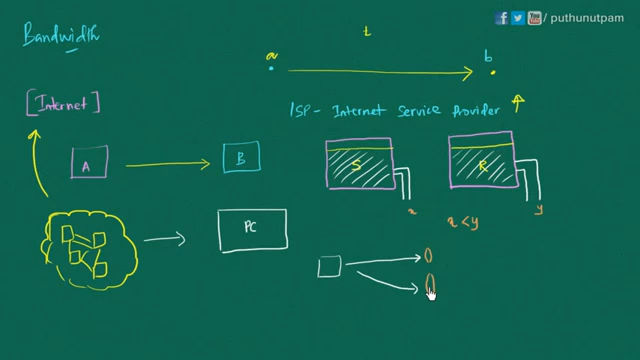 / puthunutpam
Bandwidth
t
a
b
[Internet]
ISP - Internet Service Provider
A
B
S
R
x
y
x < y
PC